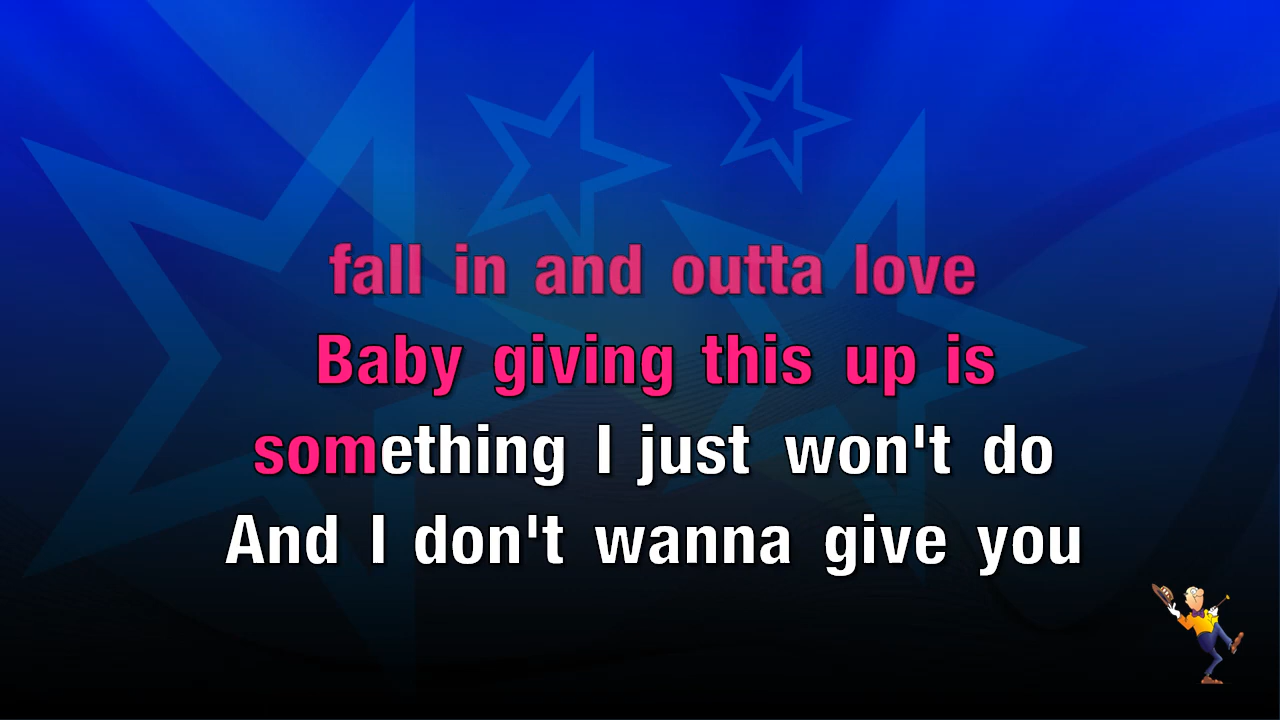 fall in and outta love
Baby giving this up is
something I just won't do
And I don't wanna give you